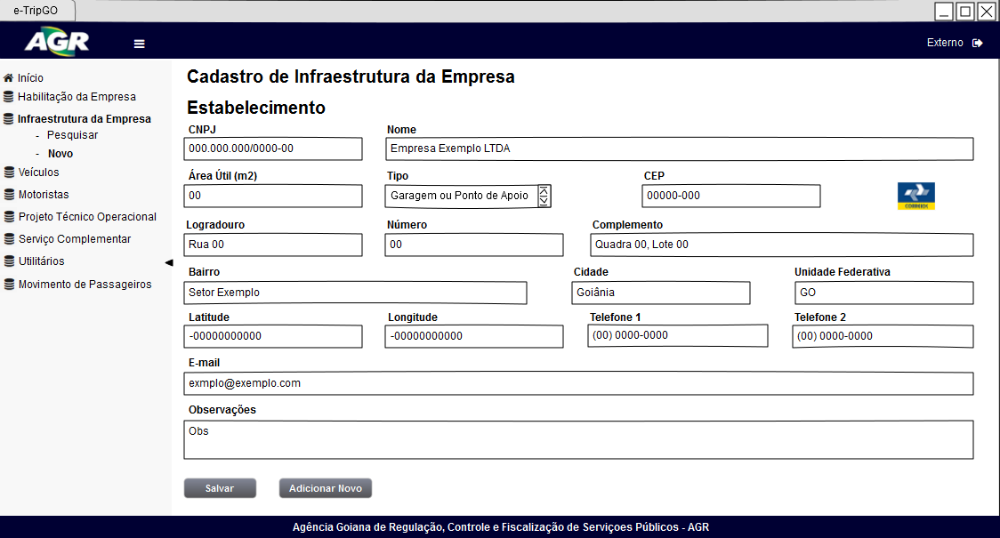 e-TripGO
AGR
Externo
Início
Habilitação da Empresa
Infraestrutura da Empresa
- Pesquisar
- Novo
Veículos
Motoristas
Projeto Técnico Operacional
Serviço Complementar
Utilitários
Movimento de Passageiros
Cadastro de Infraestrutura da Empresa
Estabelecimento
CNPJ Nome
000.000.000/0000-00 Empresa Exemplo LTDA
Área Útil (m2) Tipo CEP
00 Garagem ou Ponto de Apoio 00000-000
CORREIOS
Logradouro Número Complemento
Rua 00 00 Quadra 00, Lote 00
Bairro Cidade Unidade Federativa
Setor Exemplo Goiânia GO
Latitude Longitude Telefone 1 Telefone 2
-00000000000 -00000000000 (00) 0000-0000 (00) 0000-0000
E-mail
exmplo@exemplo.com
Observações
Obs
Salvar Adicionar Novo
Agência Goiana de Regulação, Controle e Fiscalização de Serviçoes Públicos - AGR